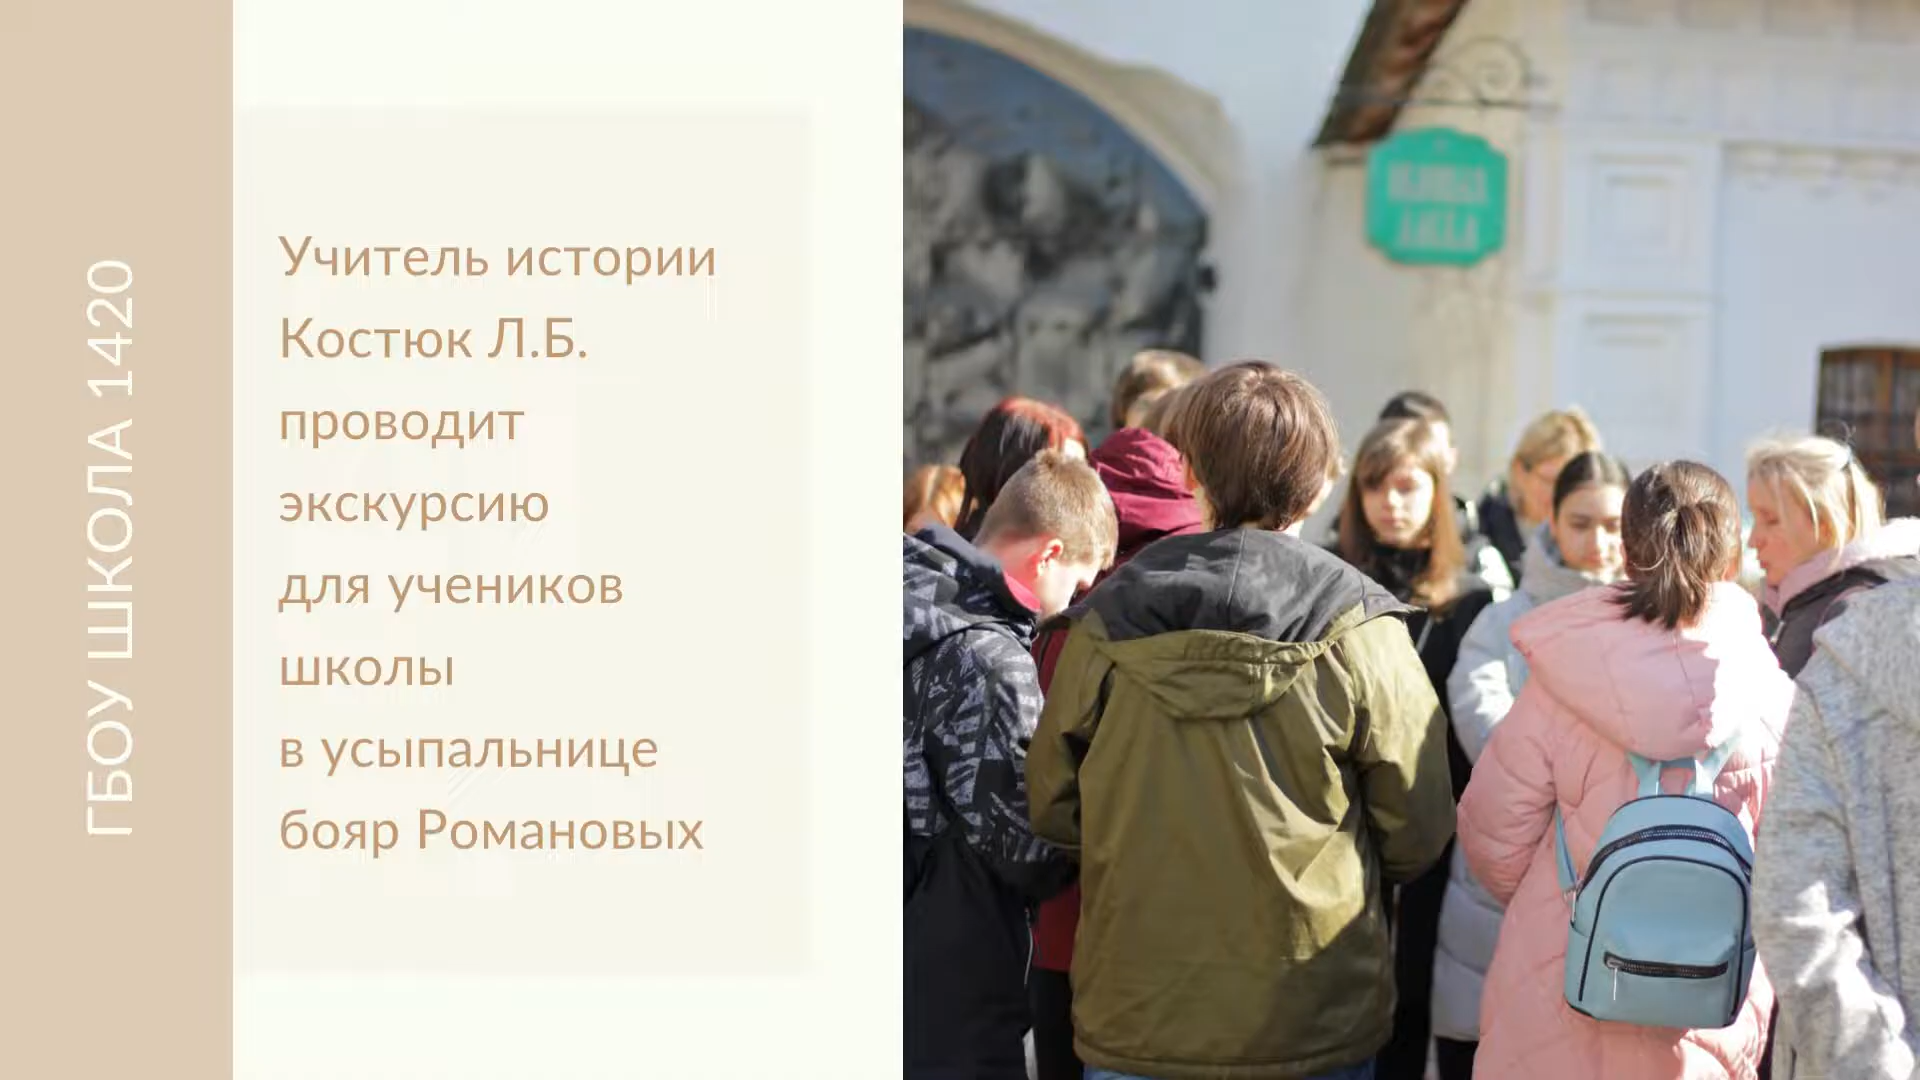 ГБОУ ШКОЛА 1420
Учитель истории
Костюк Л.Б.
проводит
экскурсию
для учеников
школы
в усыпальнице
бояр Романовых